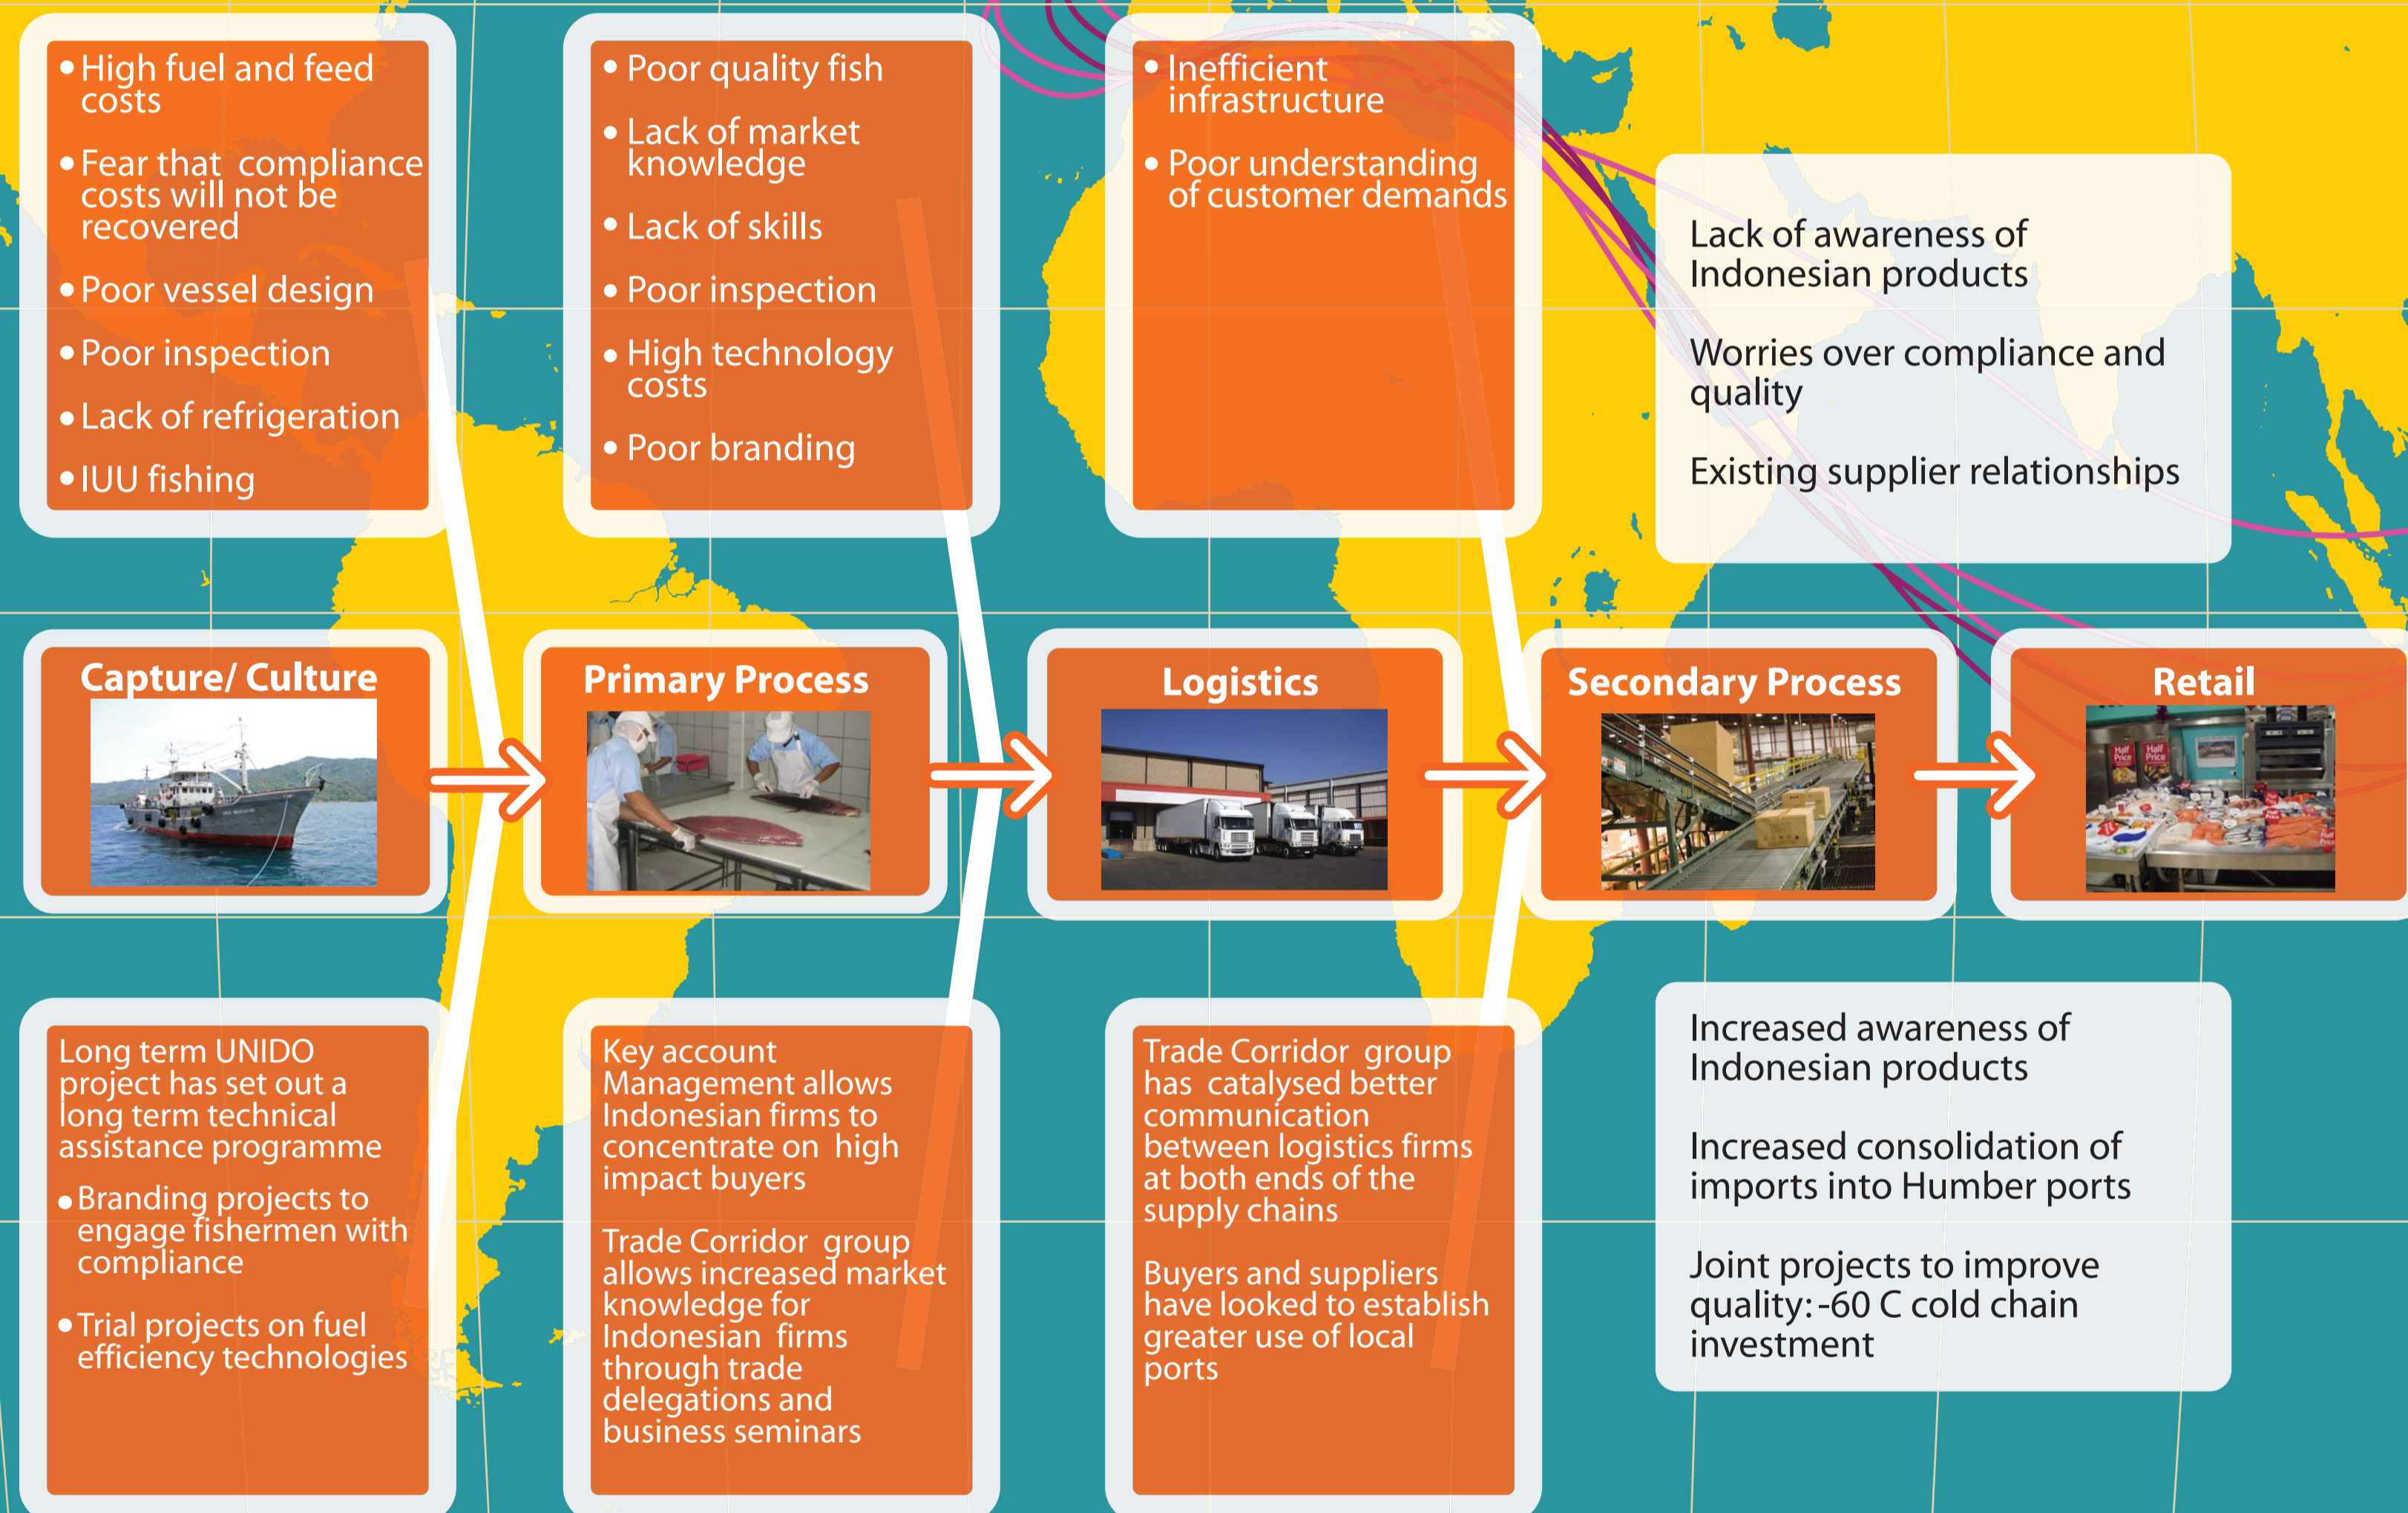 • High fuel and feed
costs
• Fear that compliance
costs will not be
recovered
• Poor vessel design
• Poor inspection
• Lack of refrigeration
• IUU fishing
• Poor quality fish
• Lack of market
knowledge
• Lack of skills
• Poor inspection
• High technology
costs
• Poor branding
• Inefficient
infrastructure
• Poor understanding
of customer demands
Lack of awareness of
Indonesian products
Worries over compliance and
quality
Existing supplier relationships
Capture/ Culture
Primary Process
Logistics
Secondary Process
Retail
Half
Price
Half
Price
Long term UNIDO
project has set out a
long term technical
assistance programme
• Branding projects to
engage fishermen with
compliance
• Trial projects on fuel
efficiency technologies
Key account
Management allows
Indonesian firms to
concentrate on high
impact buyers
Trade Corridor group
allows increased market
knowledge for
Indonesian firms
through trade
delegations and
business seminars
Trade Corridor group
has catalysed better
communication
between logistics firms
at both ends of the
supply chains
Buyers and suppliers
have looked to establish
greater use of local
ports
Increased awareness of
Indonesian products
Increased consolidation of
imports into Humber ports
Joint projects to improve
quality: -60 C cold chain
investment